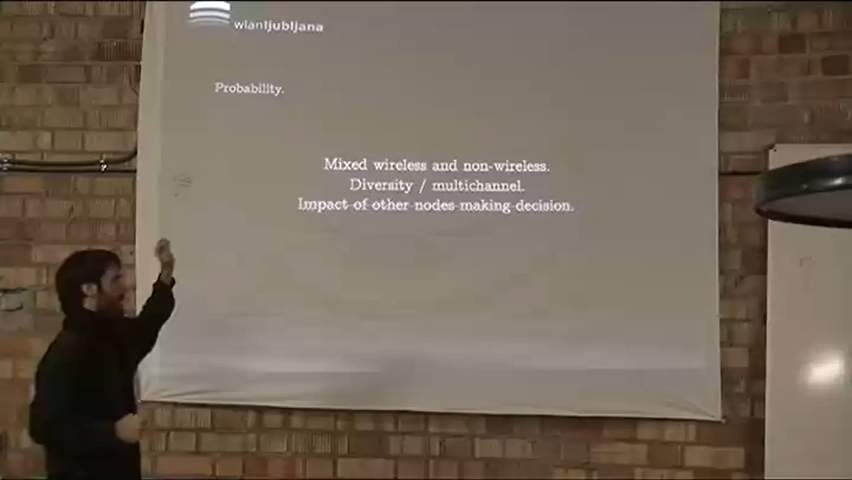 wlanljubljana
Probability.
Mixed wireless and non-wireless.
Diversity / multichannel.
Impact of other nodes making decision.